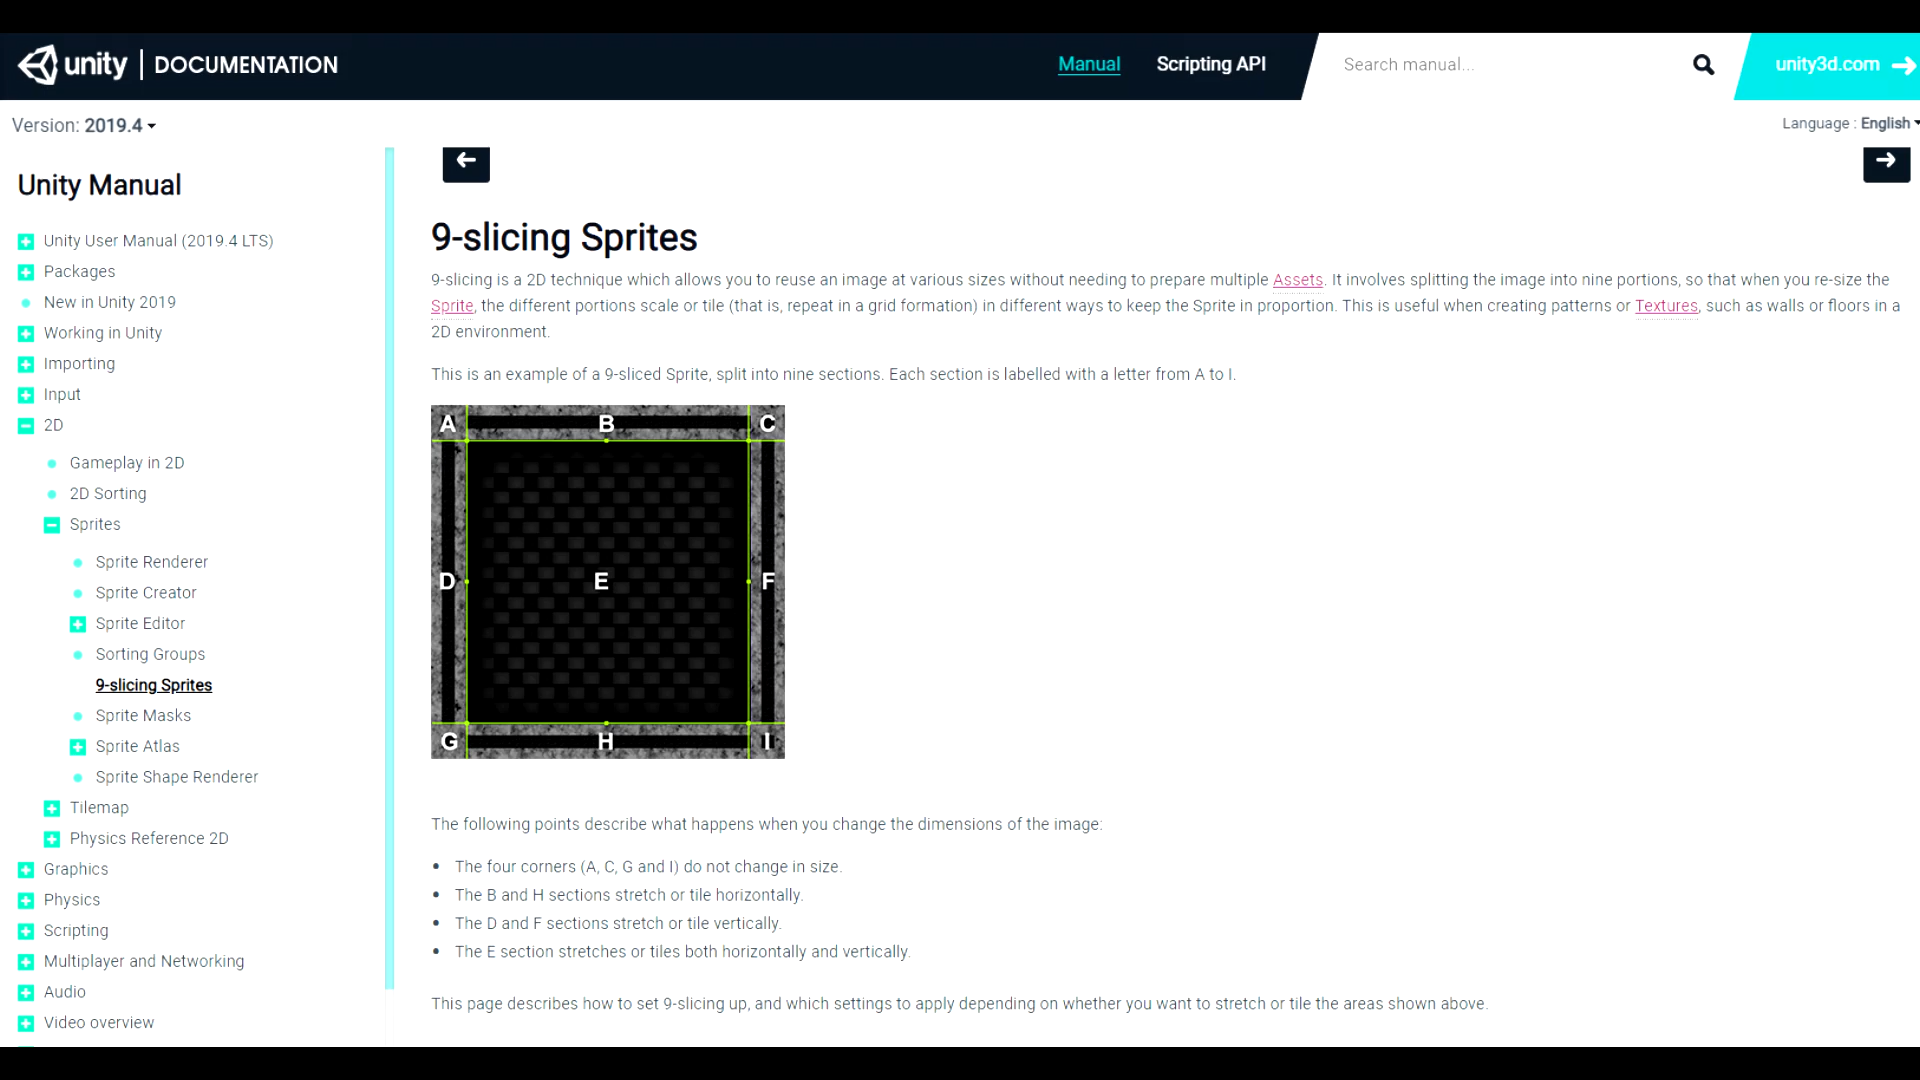 unity | DOCUMENTATION
Manual
Scripting API
Search manual...
unity3d.com
Version: 2019.4
Language : English
Unity Manual
Unity User Manual (2019.4 LTS)
Packages
New in Unity 2019
Working in Unity
Importing
Input
2D
Gameplay in 2D
2D Sorting
Sprites
Sprite Renderer
Sprite Creator
Sprite Editor
Sorting Groups
9-slicing Sprites
Sprite Masks
Sprite Atlas
Sprite Shape Renderer
Tilemap
Physics Reference 2D
Graphics
Physics
Scripting
Multiplayer and Networking
Audio
Video overview
9-slicing Sprites
9-slicing is a 2D technique which allows you to reuse an image at various sizes without needing to prepare multiple Assets. It involves splitting the image into nine portions, so that when you re-size the
Sprite, the different portions scale or tile (that is, repeat in a grid formation) in different ways to keep the Sprite in proportion. This is useful when creating patterns or Textures, such as walls or floors in a
2D environment.
This is an example of a 9-sliced Sprite, split into nine sections. Each section is labelled with a letter from A to I.
A B C
D E F
G H I
The following points describe what happens when you change the dimensions of the image:
• The four corners (A, C, G and I) do not change in size.
• The B and H sections stretch or tile horizontally.
• The D and F sections stretch or tile vertically.
• The E section stretches or tiles both horizontally and vertically.
This page describes how to set 9-slicing up, and which settings to apply depending on whether you want to stretch or tile the areas shown above.